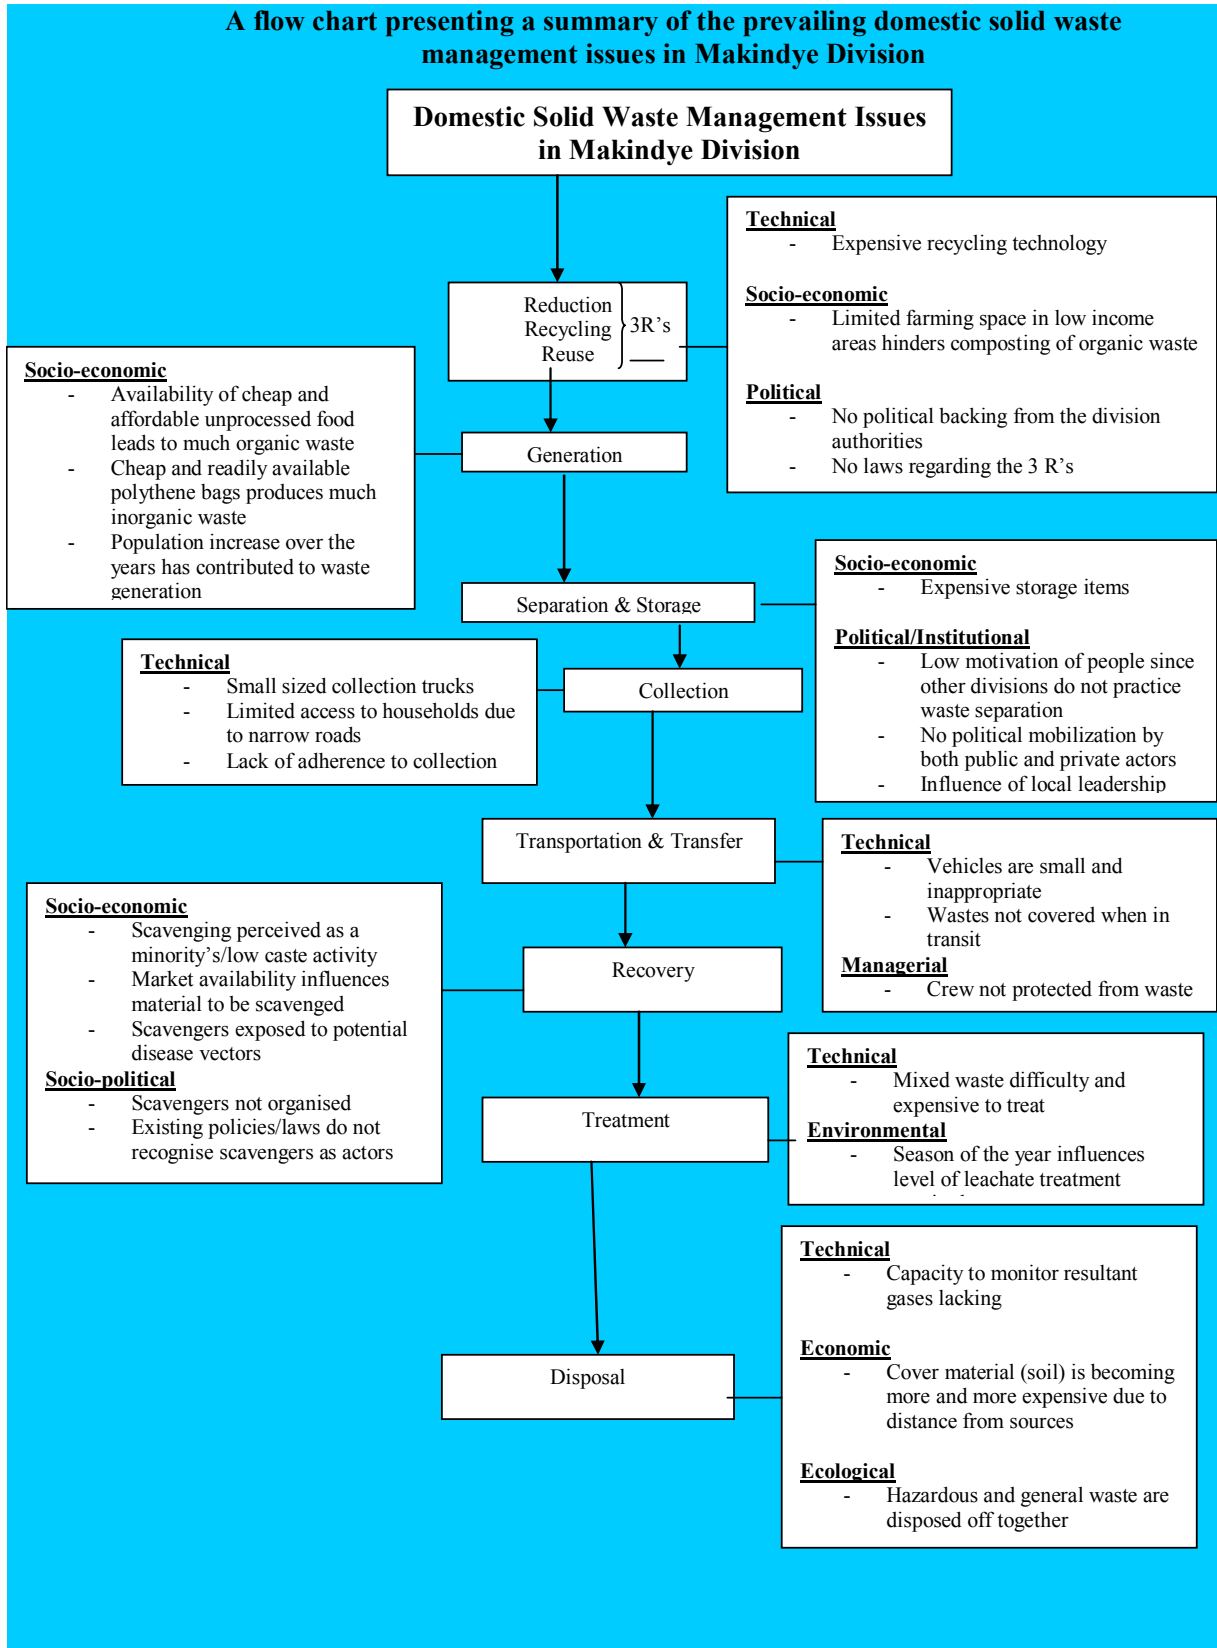 A flow chart presenting a summary of the prevailing domestic solid waste
management issues in Makindye Division
Domestic Solid Waste Management Issues
in Makindye Division
Technical
- Expensive recycling technology
Socio-economic
- Limited farming space in low income
areas hinders composting of organic waste
Political
- No political backing from the division
authorities
- No laws regarding the 3 R's
Reduction
Recycling
Reuse
3R's
Socio-economic
- Availability of cheap and
affordable unprocessed food
leads to much organic waste
- Cheap and readily available
polythene bags produces much
inorganic waste
- Population increase over the
years has contributed to waste
generation
Generation
Separation & Storage
Socio-economic
- Expensive storage items
Political/Institutional
- Low motivation of people since
other divisions do not practice
waste separation
- No political mobilization by
both public and private actors
- Influence of local leadership
Technical
- Small sized collection trucks
- Limited access to households due
to narrow roads
- Lack of adherence to collection
Collection
Transportation & Transfer
Technical
- Vehicles are small and
inappropriate
- Wastes not covered when in
transit
Managerial
- Crew not protected from waste
Socio-economic
- Scavenging perceived as a
minority's/low caste activity
- Market availability influences
material to be scavenged
- Scavengers exposed to potential
disease vectors
Socio-political
- Scavengers not organised
- Existing policies/laws do not
recognise scavengers as actors
Recovery
Treatment
Technical
- Mixed waste difficulty and
expensive to treat
Environmental
- Season of the year influences
level of leachate treatment
Disposal
Technical
- Capacity to monitor resultant
gases lacking
Economic
- Cover material (soil) is becoming
more and more expensive due to
distance from sources
Ecological
- Hazardous and general waste are
disposed off together